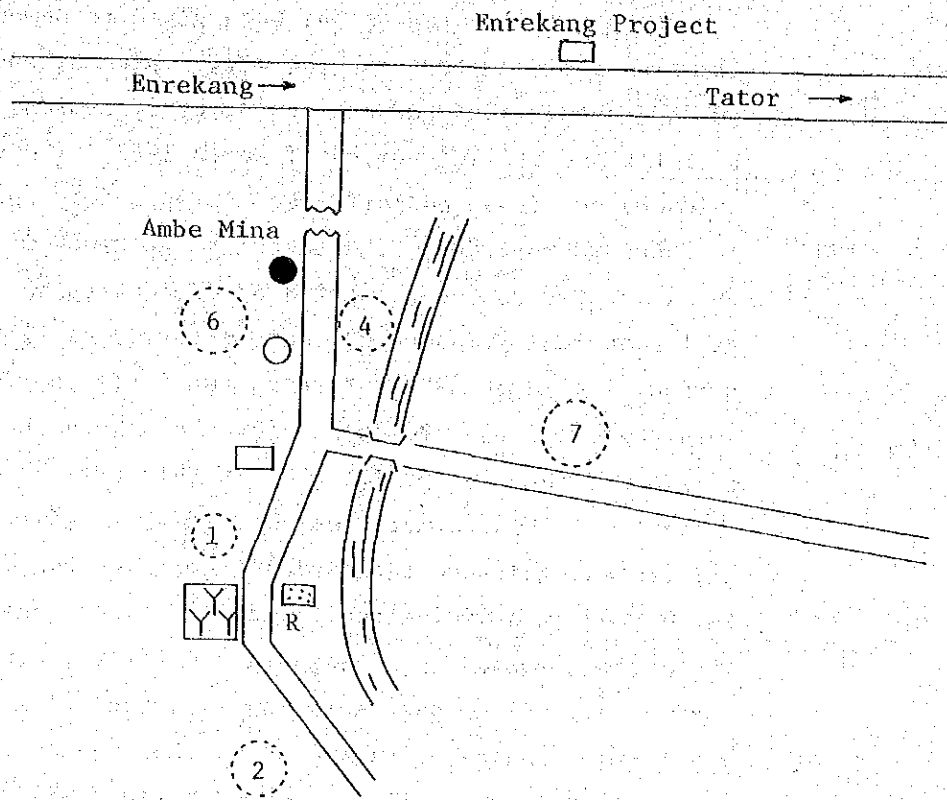 Enrekang Project
Enrekang →
Tator →
Ambe Mina
6
4
7
1
R
2